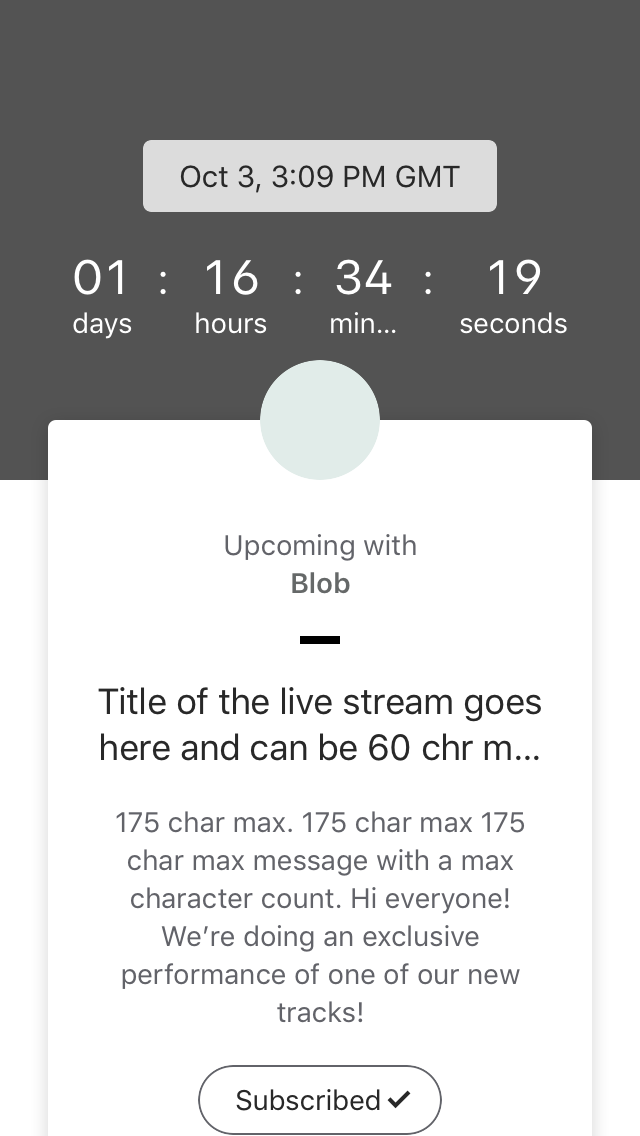 Oct 3, 3:09 PM GMT
01 : 16 : 34 : 19
days hours min... seconds
Upcoming with
Blob
Title of the live stream goes
here and can be 60 chr m...
175 char max. 175 char max 175
char max message with a max
character count. Hi everyone!
We’re doing an exclusive
performance of one of our new
tracks!
Subscribed ✓